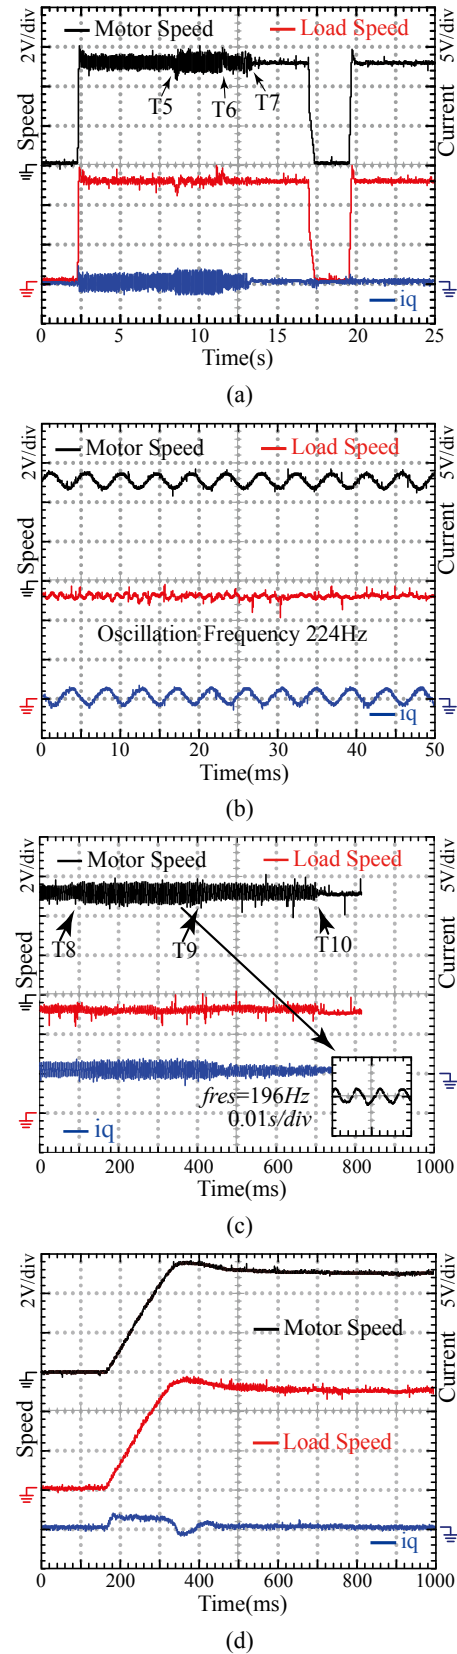 Motor Speed Load Speed
2V/div
5V/div
T5 T6 T7
Speed
Current
iq
0 5 10 15 20 25
Time(s)
(a)
Motor Speed Load Speed
2V/div
5V/div
Speed
Current
Oscillation Frequency 224Hz
iq
0 10 20 30 40 50
Time(ms)
(b)
Motor Speed Load Speed
2V/div
5V/div
T8 T9 T10
Speed
Current
fres=196Hz
0.01s/div
iq
0 200 400 600 800 1000
Time(ms)
(c)
2V/div
5V/div
Motor Speed
Speed
Current
Load Speed
iq
0 200 400 600 800 1000
Time(ms)
(d)